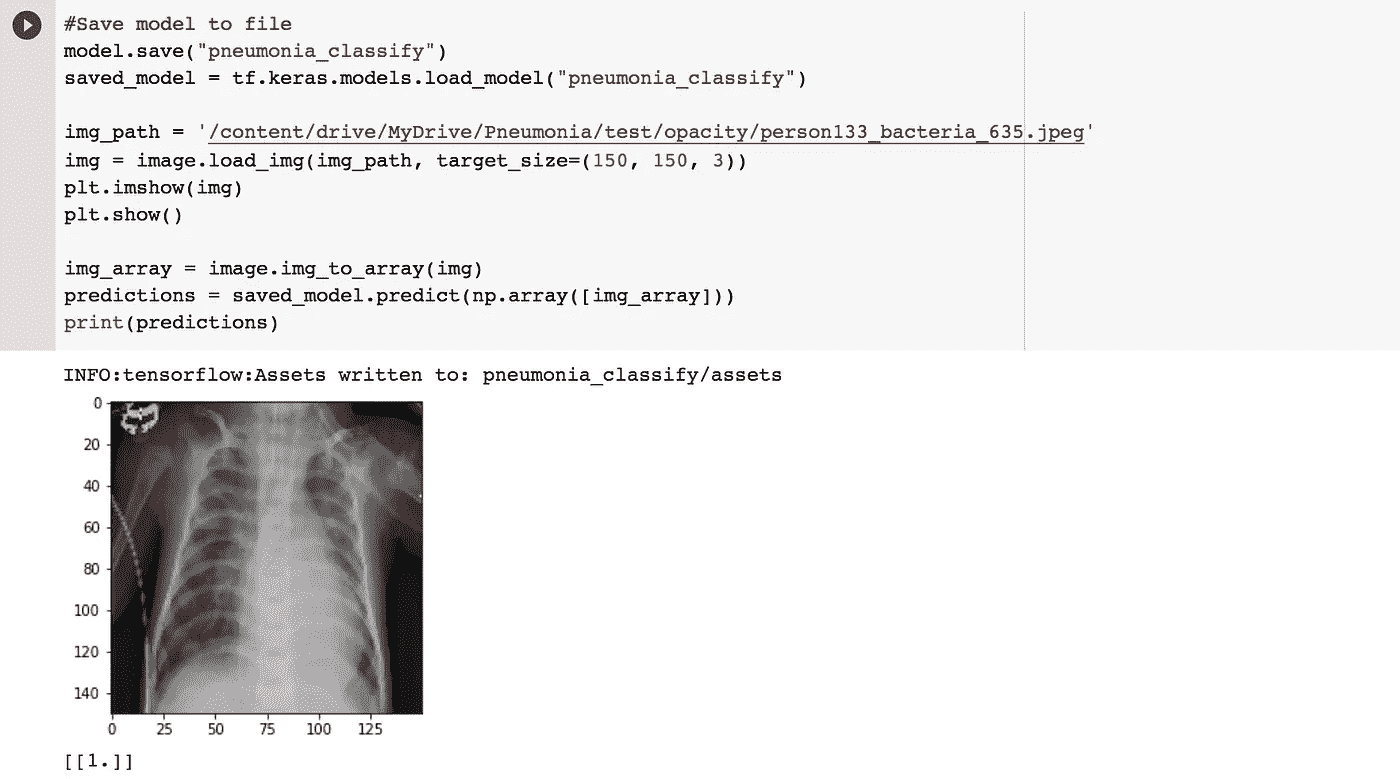 #Save model to file
model.save("pneumonia_classify")
saved_model = tf.keras.models.load_model("pneumonia_classify")
img_path = '/content/drive/MyDrive/Pneumonia/test/opacity/person133_bacteria_635.jpeg'
img = image.load_img(img_path, target_size=(150, 150, 3))
plt.imshow(img)
plt.show()
img_array = image.img_to_array(img)
predictions = saved_model.predict(np.array([img_array]))
print(predictions)
INFO:tensorflow:Assets written to: pneumonia_classify/assets
0
20
40
60
80
100
120
140
0 25 50 75 100 125
[[1.]]